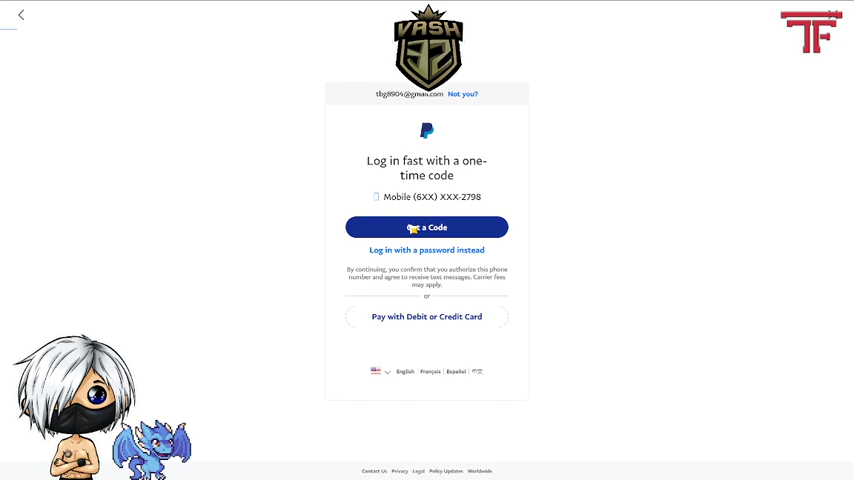 VASH
32
TF
tbg8904@gmail.com Not you?
Log in fast with a one-
time code
Mobile (6XX) XXX-2798
a Code
Log in with a password instead
By continuing, you confirm that you authorize this phone
number and agree to receive text messages. Carrier fees
may apply.
or
Pay with Debit or Credit Card
English | Français | Español | 中文
Contact Us Privacy Legal Policy Updates Worldwide